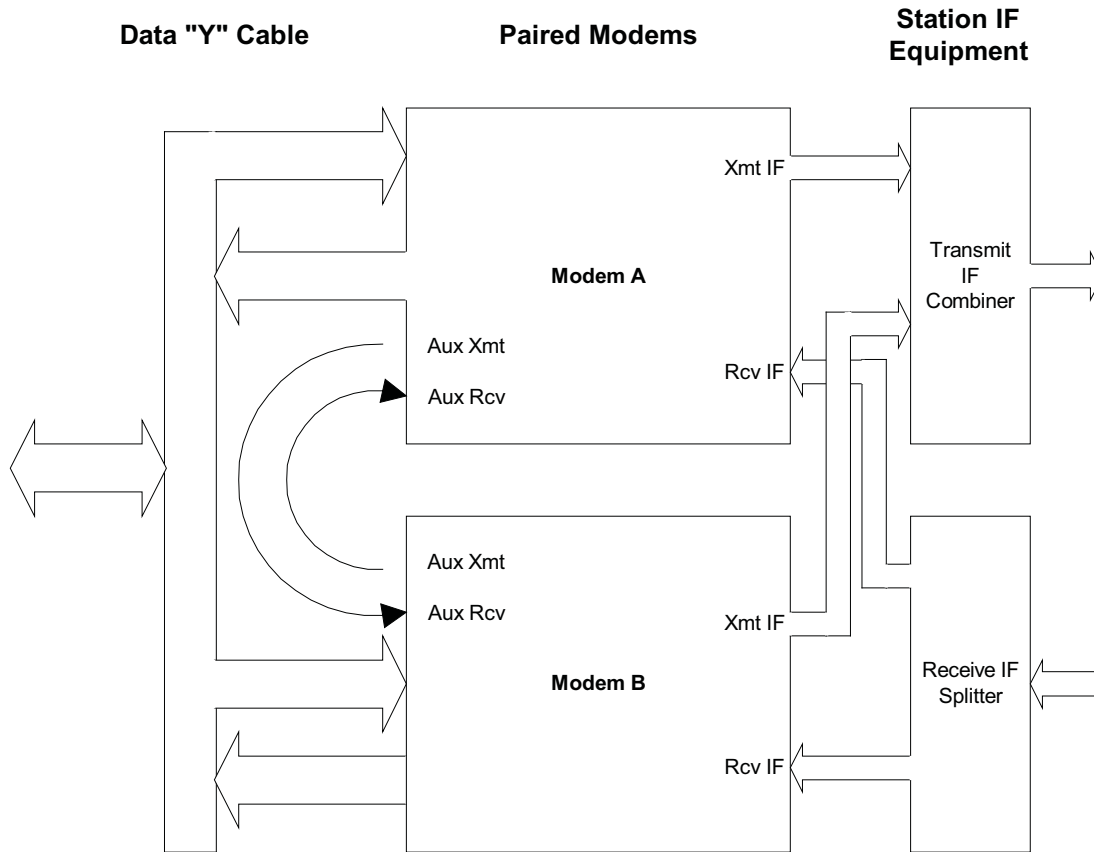 Data "Y" Cable
Paired Modems
Station IF
Equipment
Xmt IF
Modem A
Aux Xmt
Aux Rcv
Rcv IF
Transmit
IF
Combiner
Aux Xmt
Aux Rcv
Xmt IF
Modem B
Rcv IF
Receive IF
Splitter